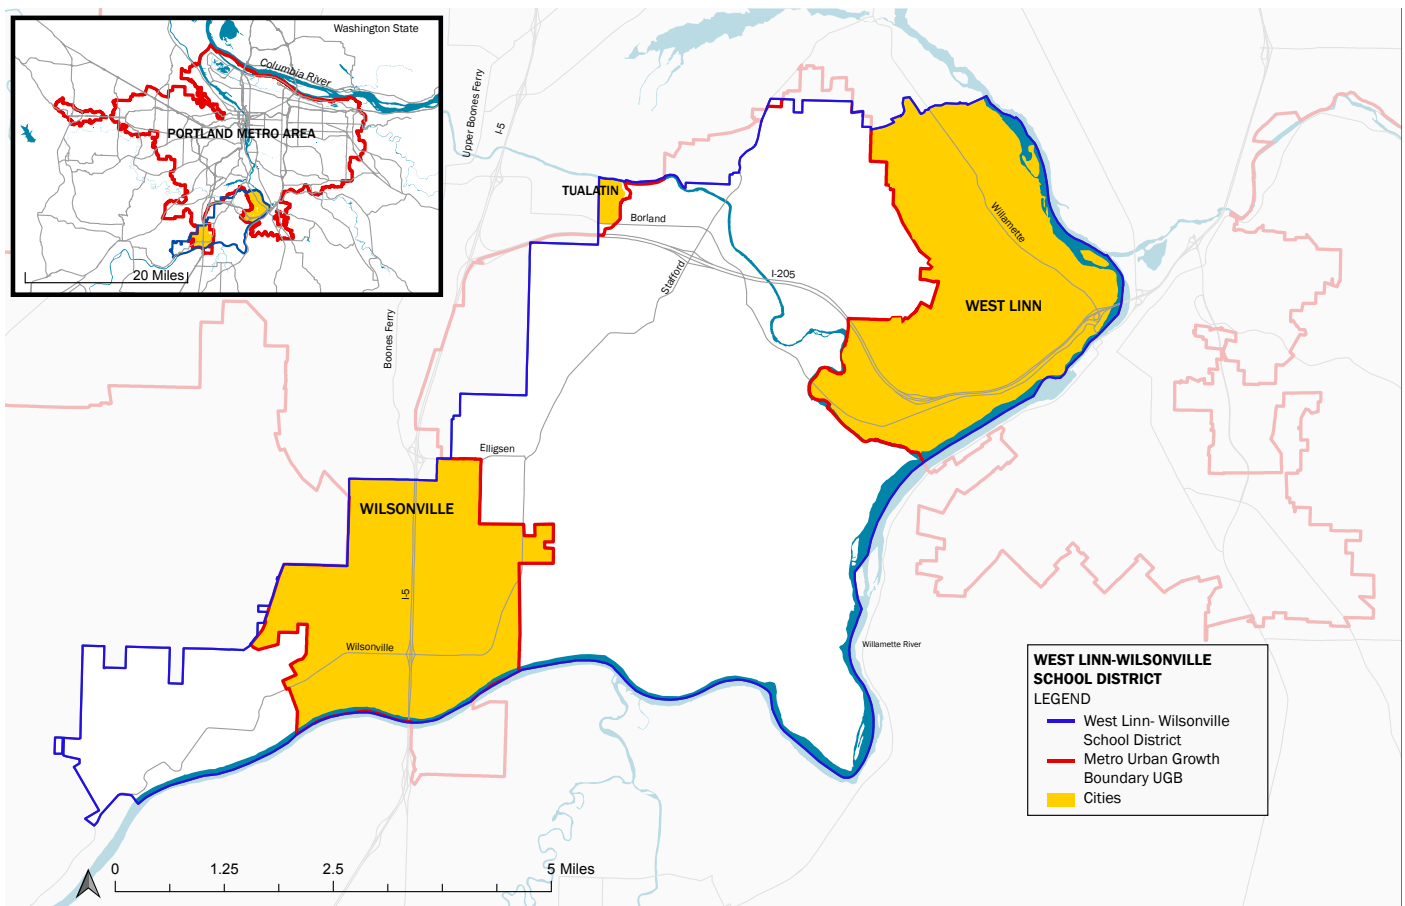 Washington State
Columbia River
PORTLAND METRO AREA
20 Miles
Upper Boones Ferry
I-5
TUALATIN
Borland
Stafford
I-205
Willamette
WEST LINN
Boones Ferry
Elligsen
WILSONVILLE
I-5
Wilsonville
Willamette River
WEST LINN-WILSONVILLE
SCHOOL DISTRICT
LEGEND
West Linn- Wilsonville
School District
Metro Urban Growth
Boundary UGB
Cities
0 1.25 2.5 5 Miles